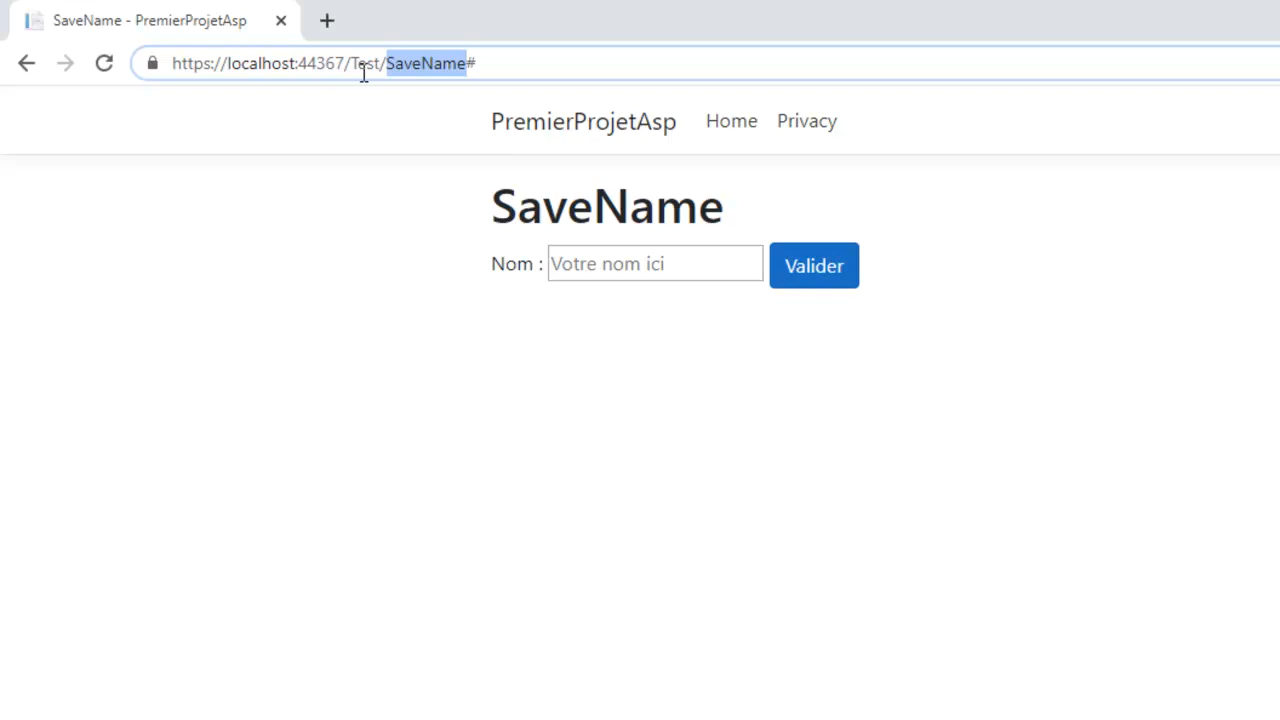 SaveName - PremierProjetAsp
https://localhost:44367/Test/SaveName#
PremierProjetAsp Home Privacy
SaveName
Nom : Votre nom ici Valider